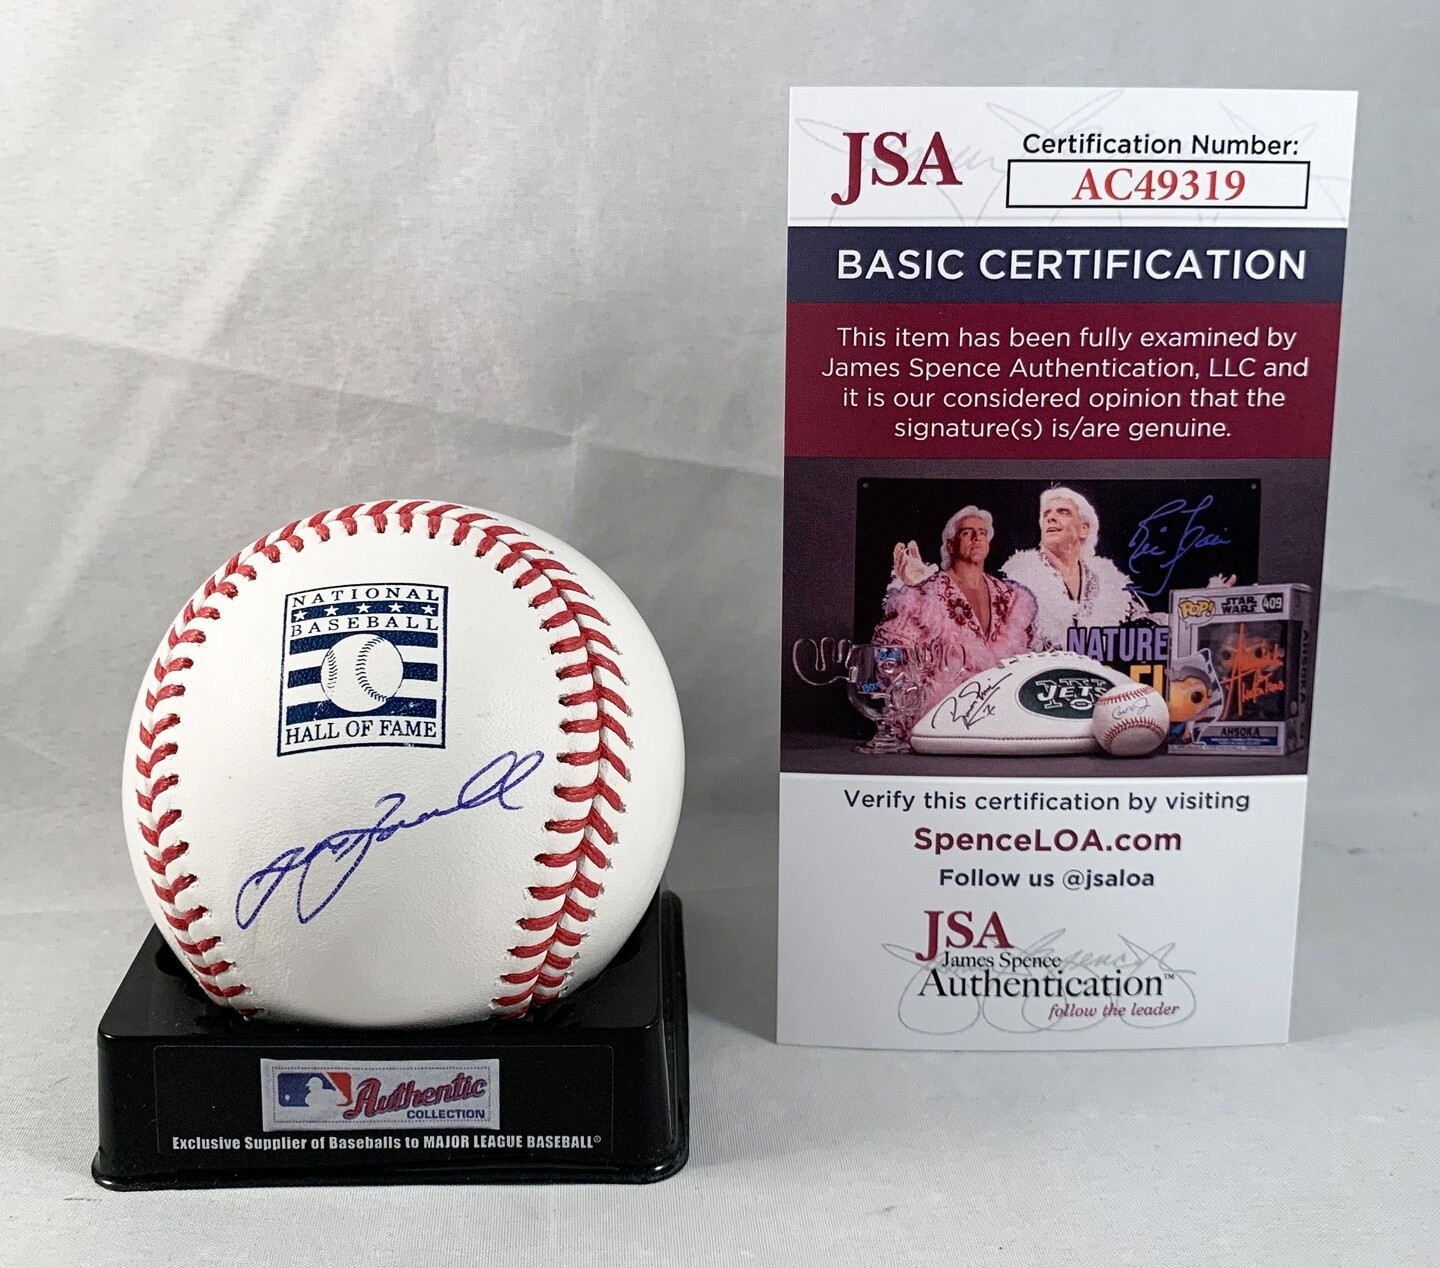 NATIONAL
BASEBALL
HALL OF FAME
Authentic
COLLECTION
Exclusive Supplier of Baseballs to MAJOR LEAGUE BASEBALL®
JSA
Certification Number:
AC49319
BASIC CERTIFICATION
This item has been fully examined by
James Spence Authentication, LLC and
it is our considered opinion that the
signature(s) is/are genuine.
NATURE
JETS
POP!
STAR
WARS
409
AHSOKA
AHSOKA
Verify this certification by visiting
SpenceLOA.com
Follow us @jsaloa
JSA
James Spence
Authentication™
follow the leader